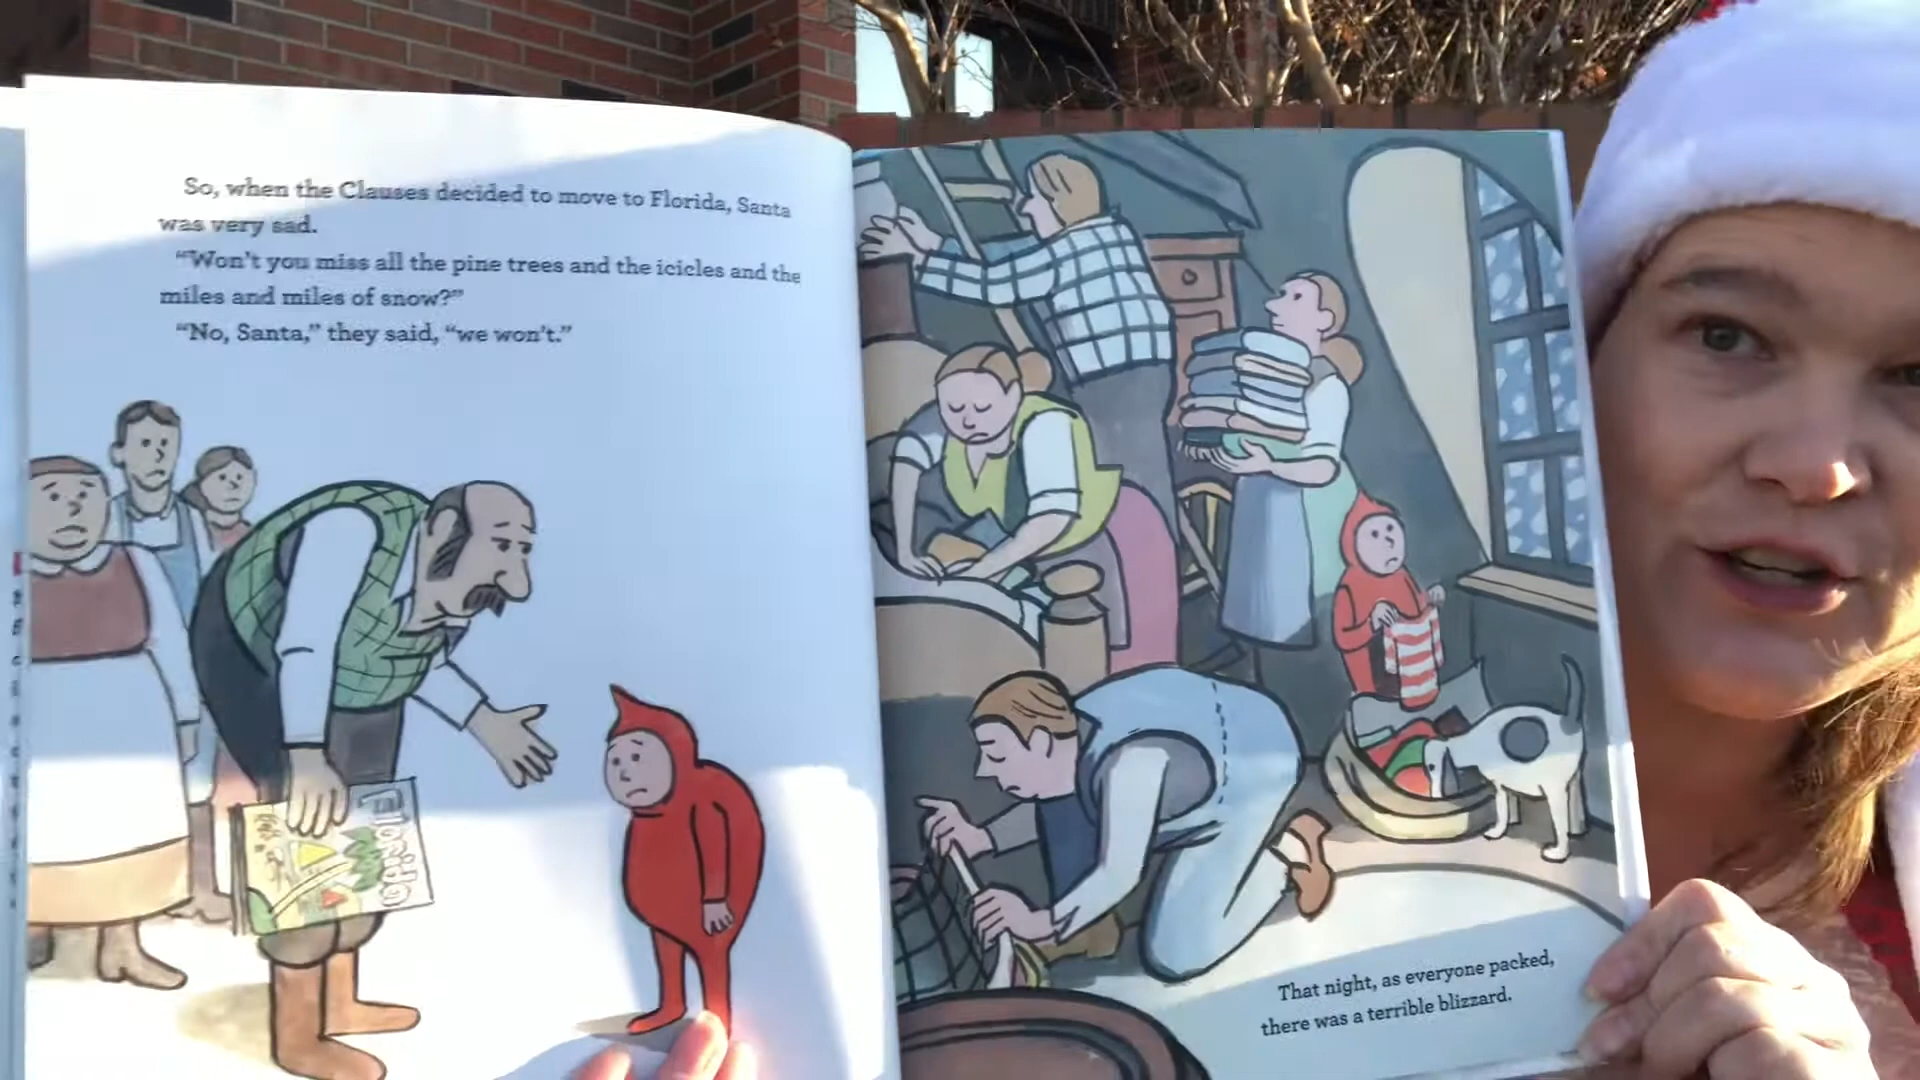 So, when the Clauses decided to move to Florida, Santa
was very sad.
“Won’t you miss all the pine trees and the icicles and the
miles and miles of snow?”
“No, Santa,” they said, “we won’t.”
Florida
That night, as everyone packed,
there was a terrible blizzard.